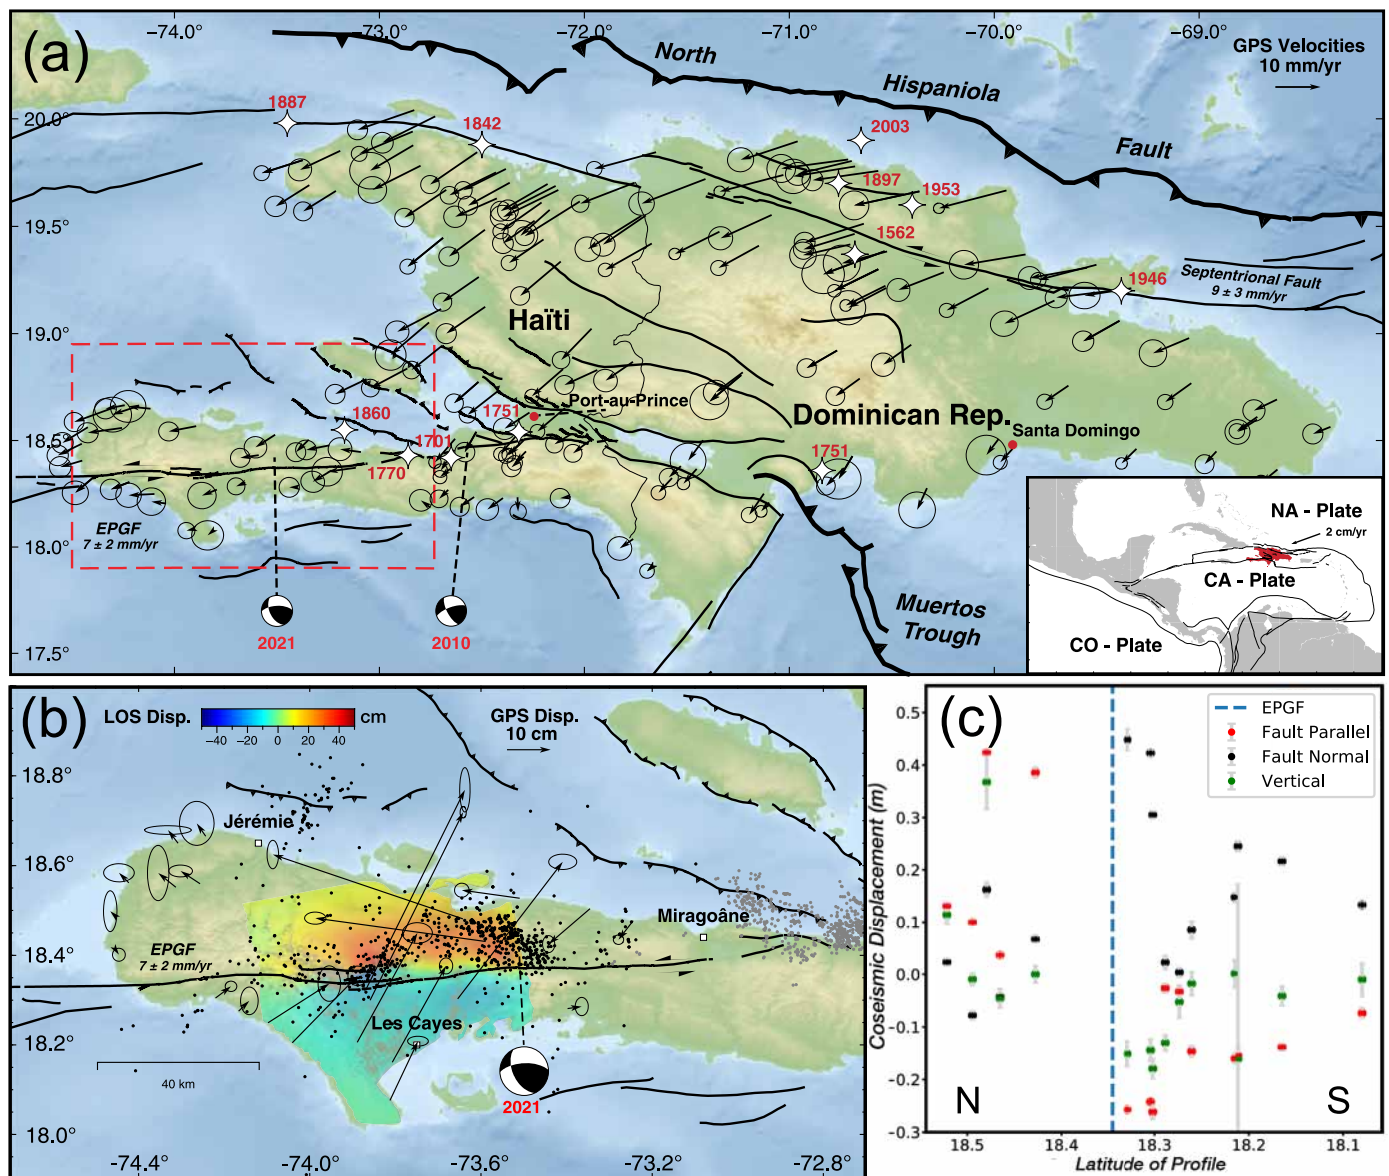 (a)
-74.0°
-73.0°
-72.0°
-71.0°
-70.0°
-69.0°
North
Hispaniola
Fault
GPS Velocities
10 mm/yr
20.0°
19.5°
19.0°
18.5°
18.0°
17.5°
1887
1842
2003
1897
1953
1562
1946
Septentrional Fault
9 ± 3 mm/yr
Haïti
Port-au-Prince
Dominican Rep.
Santa Domingo
1860
1751
1701
1770
1751
EPGF
7 ± 2 mm/yr
2021
2010
Muertos
Trough
NA - Plate
2 cm/yr
CA - Plate
CO - Plate
(b)
LOS Disp.
cm
−40
−20
0
20
40
GPS Disp.
10 cm
18.8°
18.6°
18.4°
18.2°
18.0°
Jérémie
Miragoâne
EPGF
7 ± 2 mm/yr
Les Cayes
40 km
2021
-74.4
-74.0
-73.6
-73.2
-72.8
(c)
EPGF
Fault Parallel
Fault Normal
Vertical
Coseismic Displacement (m)
0.5
0.4
0.3
0.2
0.1
0.0
-0.1
-0.2
-0.3
N
S
18.5
18.4
18.3
18.2
18.1
Latitude of Profile